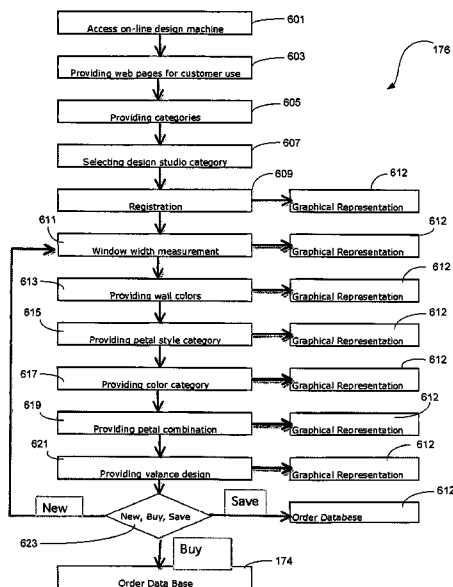 Access on-line design machine
601
Providing web pages for customer use
603
176
Providing categories
605
Selecting design studio category
607
Registration
609
Graphical Representation
612
611
Window width measurement
Graphical Representation
612
613
Providing wall colors
Graphical Representation
612
615
Providing petal style category
Graphical Representation
612
617
Providing color category
Graphical Representation
612
619
Providing petal combination
Graphical Representation
612
621
Providing valance design
Graphical Representation
612
New
New, Buy, Save
Save
Order Database
612
623
Buy
174
Order Data Base